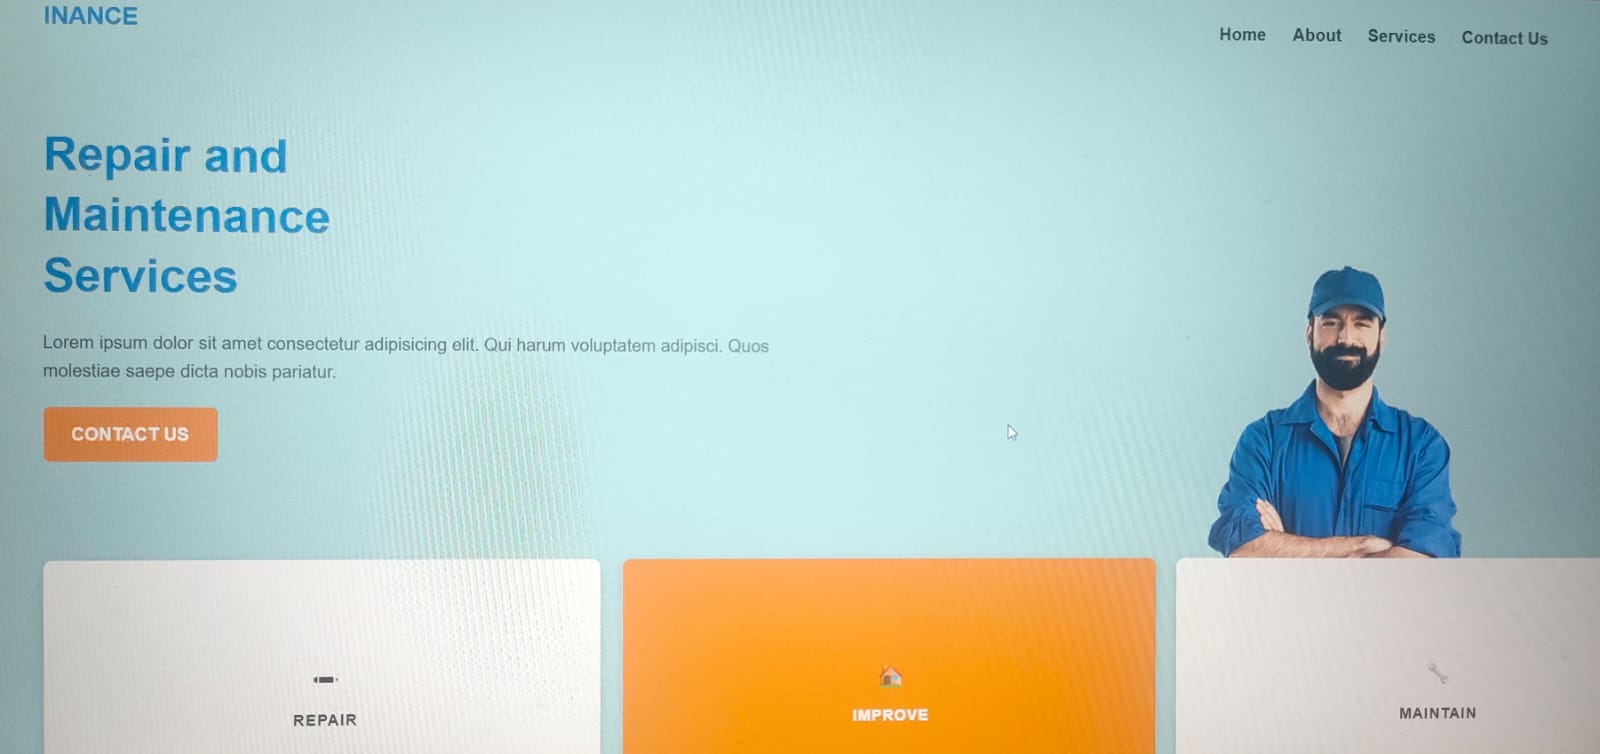 INANCE
Home About Services Contact Us
Repair and
Maintenance
Services
Lorem ipsum dolor sit amet consectetur adipisicing elit. Qui harum voluptatem adipisci. Quos
molestiae saepe dicta nobis pariatur.
CONTACT US
REPAIR
IMPROVE
MAINTAIN